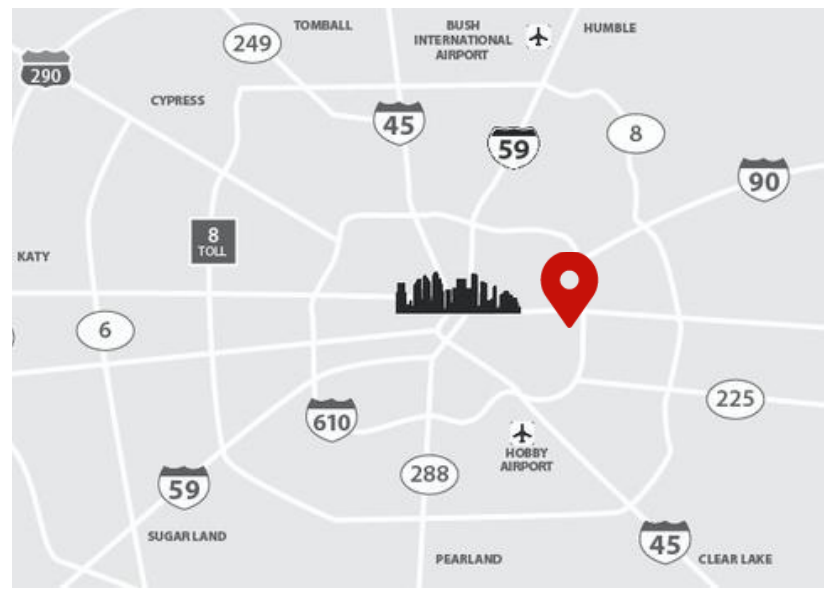 TOMBALL
BUSH
INTERNATIONAL
AIRPORT
HUMBLE
249
290
CYPRESS
45
59
8
90
8
TOLL
KATY
6
610
225
HOBBY
AIRPORT
288
59
SUGAR LAND
45
PEARLAND
CLEAR LAKE